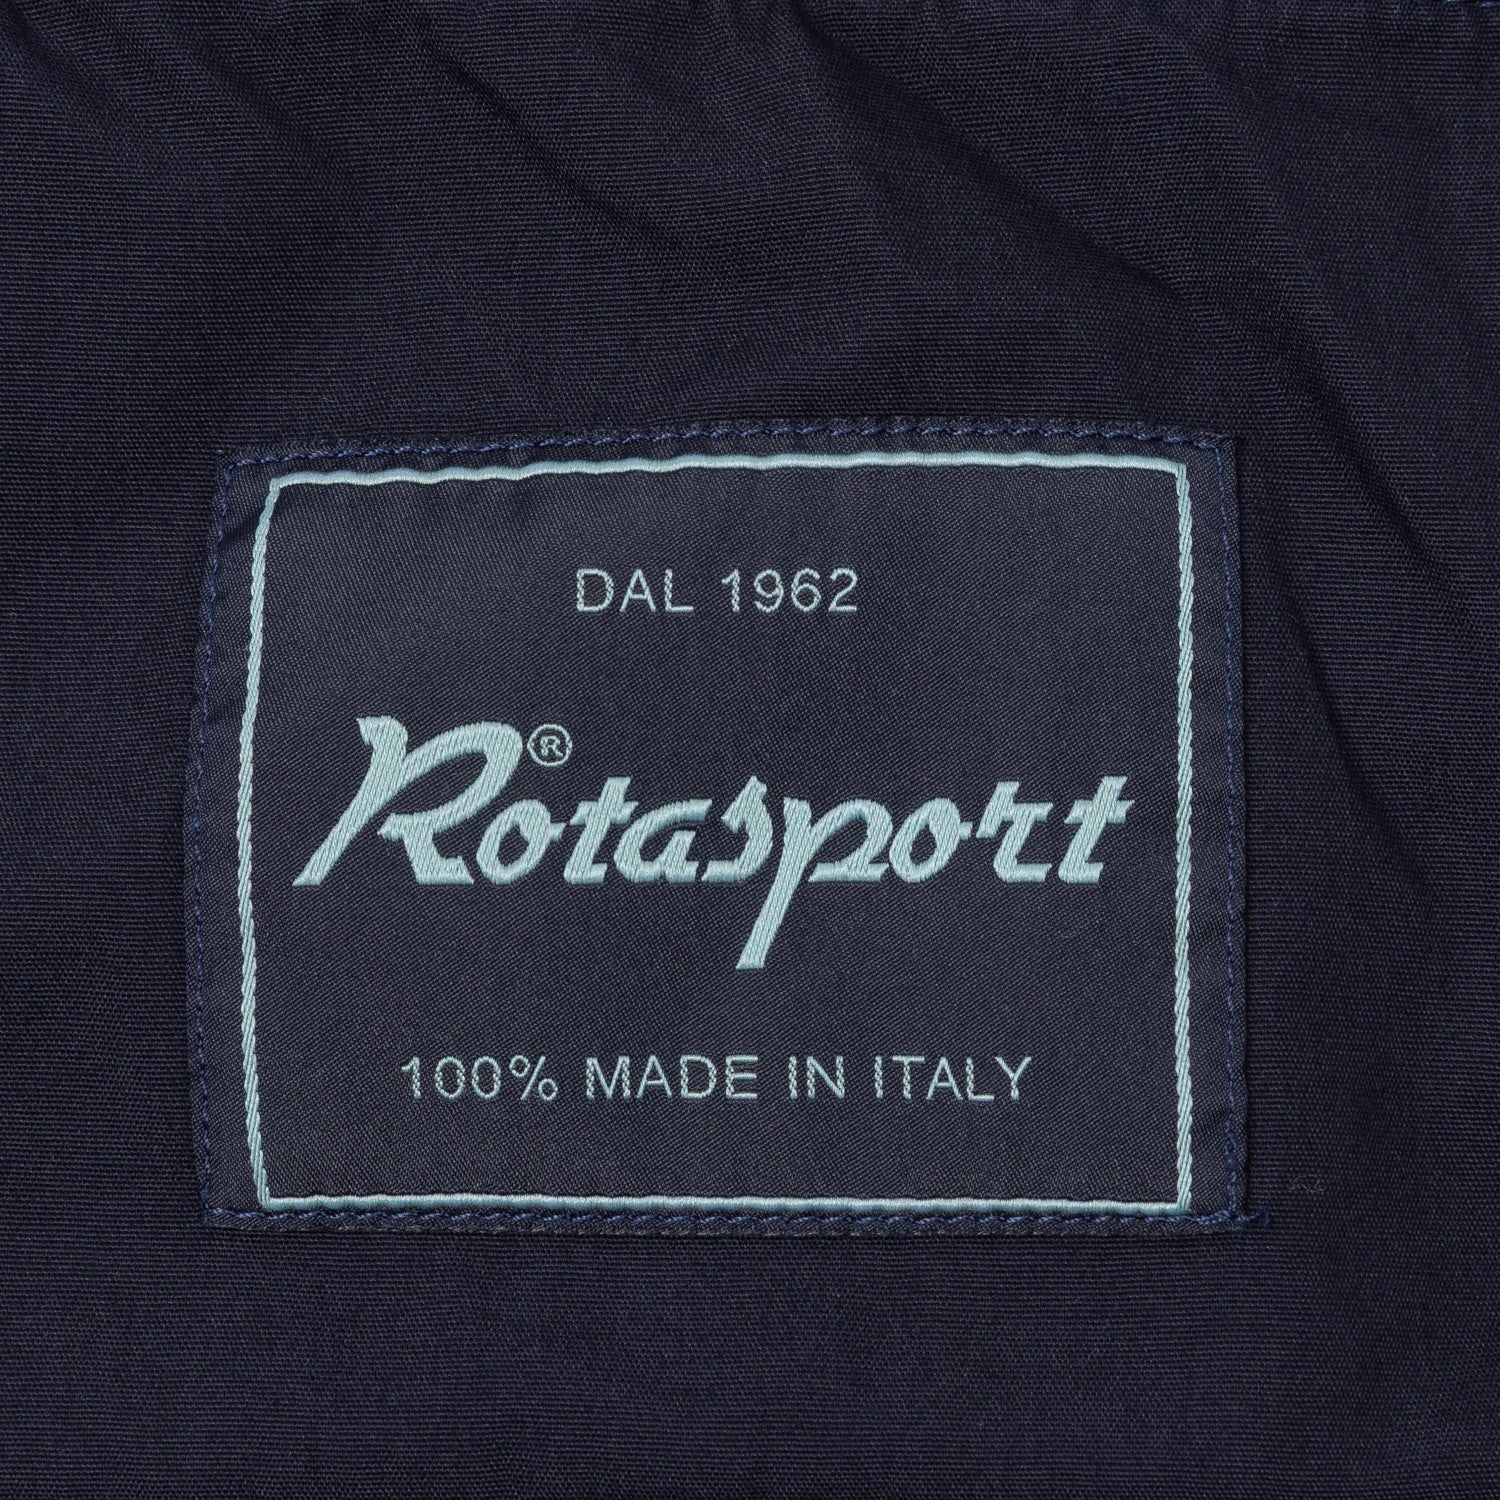 DAL 1962
Rotasport®
100% MADE IN ITALY